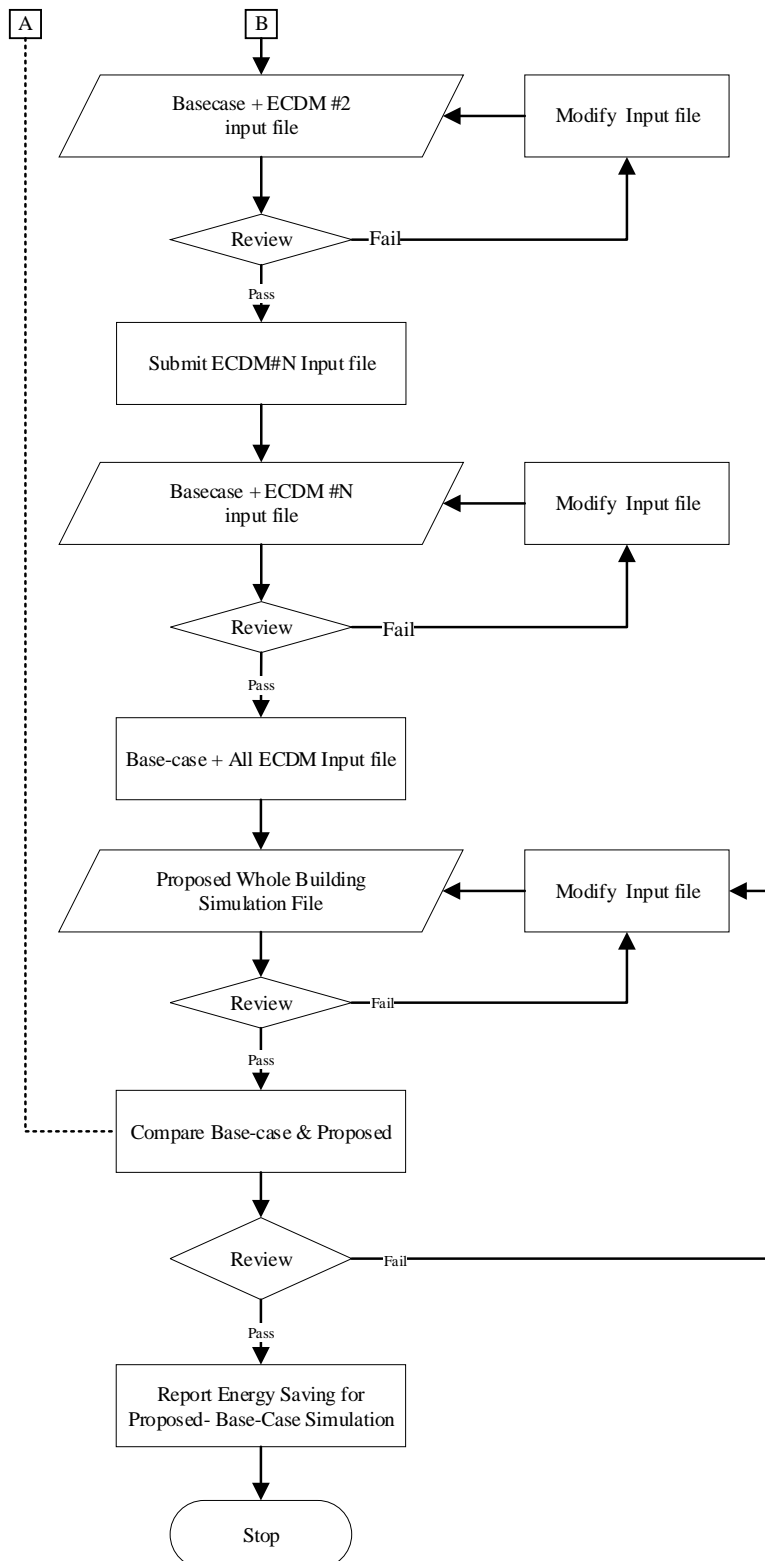 A
B
Basecase + ECDM #2
input file
Modify Input file
Review
Fail
Pass
Submit ECDM#N Input file
Basecase + ECDM #N
input file
Modify Input file
Review
Fail
Pass
Base-case + All ECDM Input file
Proposed Whole Building
Simulation File
Modify Input file
Review
Fail
Pass
Compare Base-case & Proposed
Review
Fail
Pass
Report Energy Saving for
Proposed- Base-Case Simulation
Stop